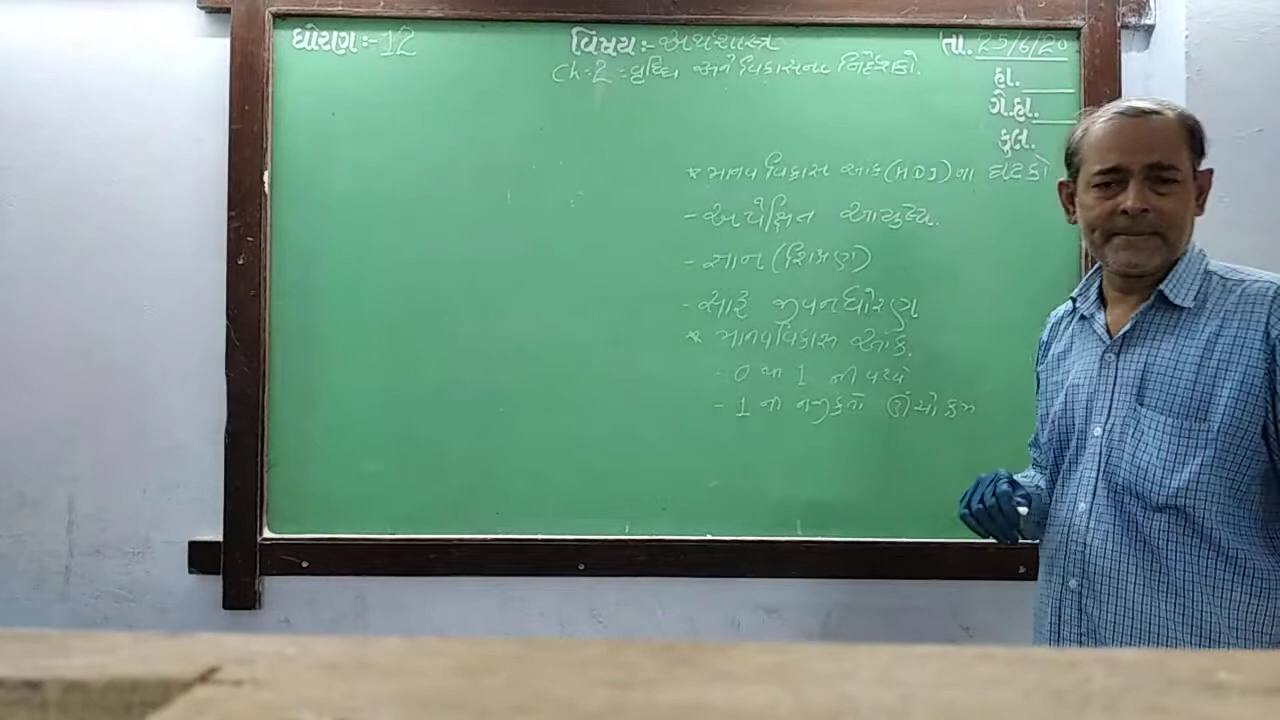 ધોરણ:- 12
વિષય:- અર્થશાસ્ત્ર
તા. 25/6/20
Ch:-2 : વૃદ્ધિ અને વિકાસના નિર્દેશકો.
હા.
ગે.હા.
કુલ.
* માનવ વિકાસ આંક (HDI) ના ઘટકો
- અપેક્ષિત આયુષ્ય.
- જ્ઞાન (શિક્ષણ)
- સારું જીવનધોરણ
* માનવવિકાસ આંક.
- 0 થી 1 ની વચ્ચે
- 1 ની નજીક તો ઊંચો ક્રમ